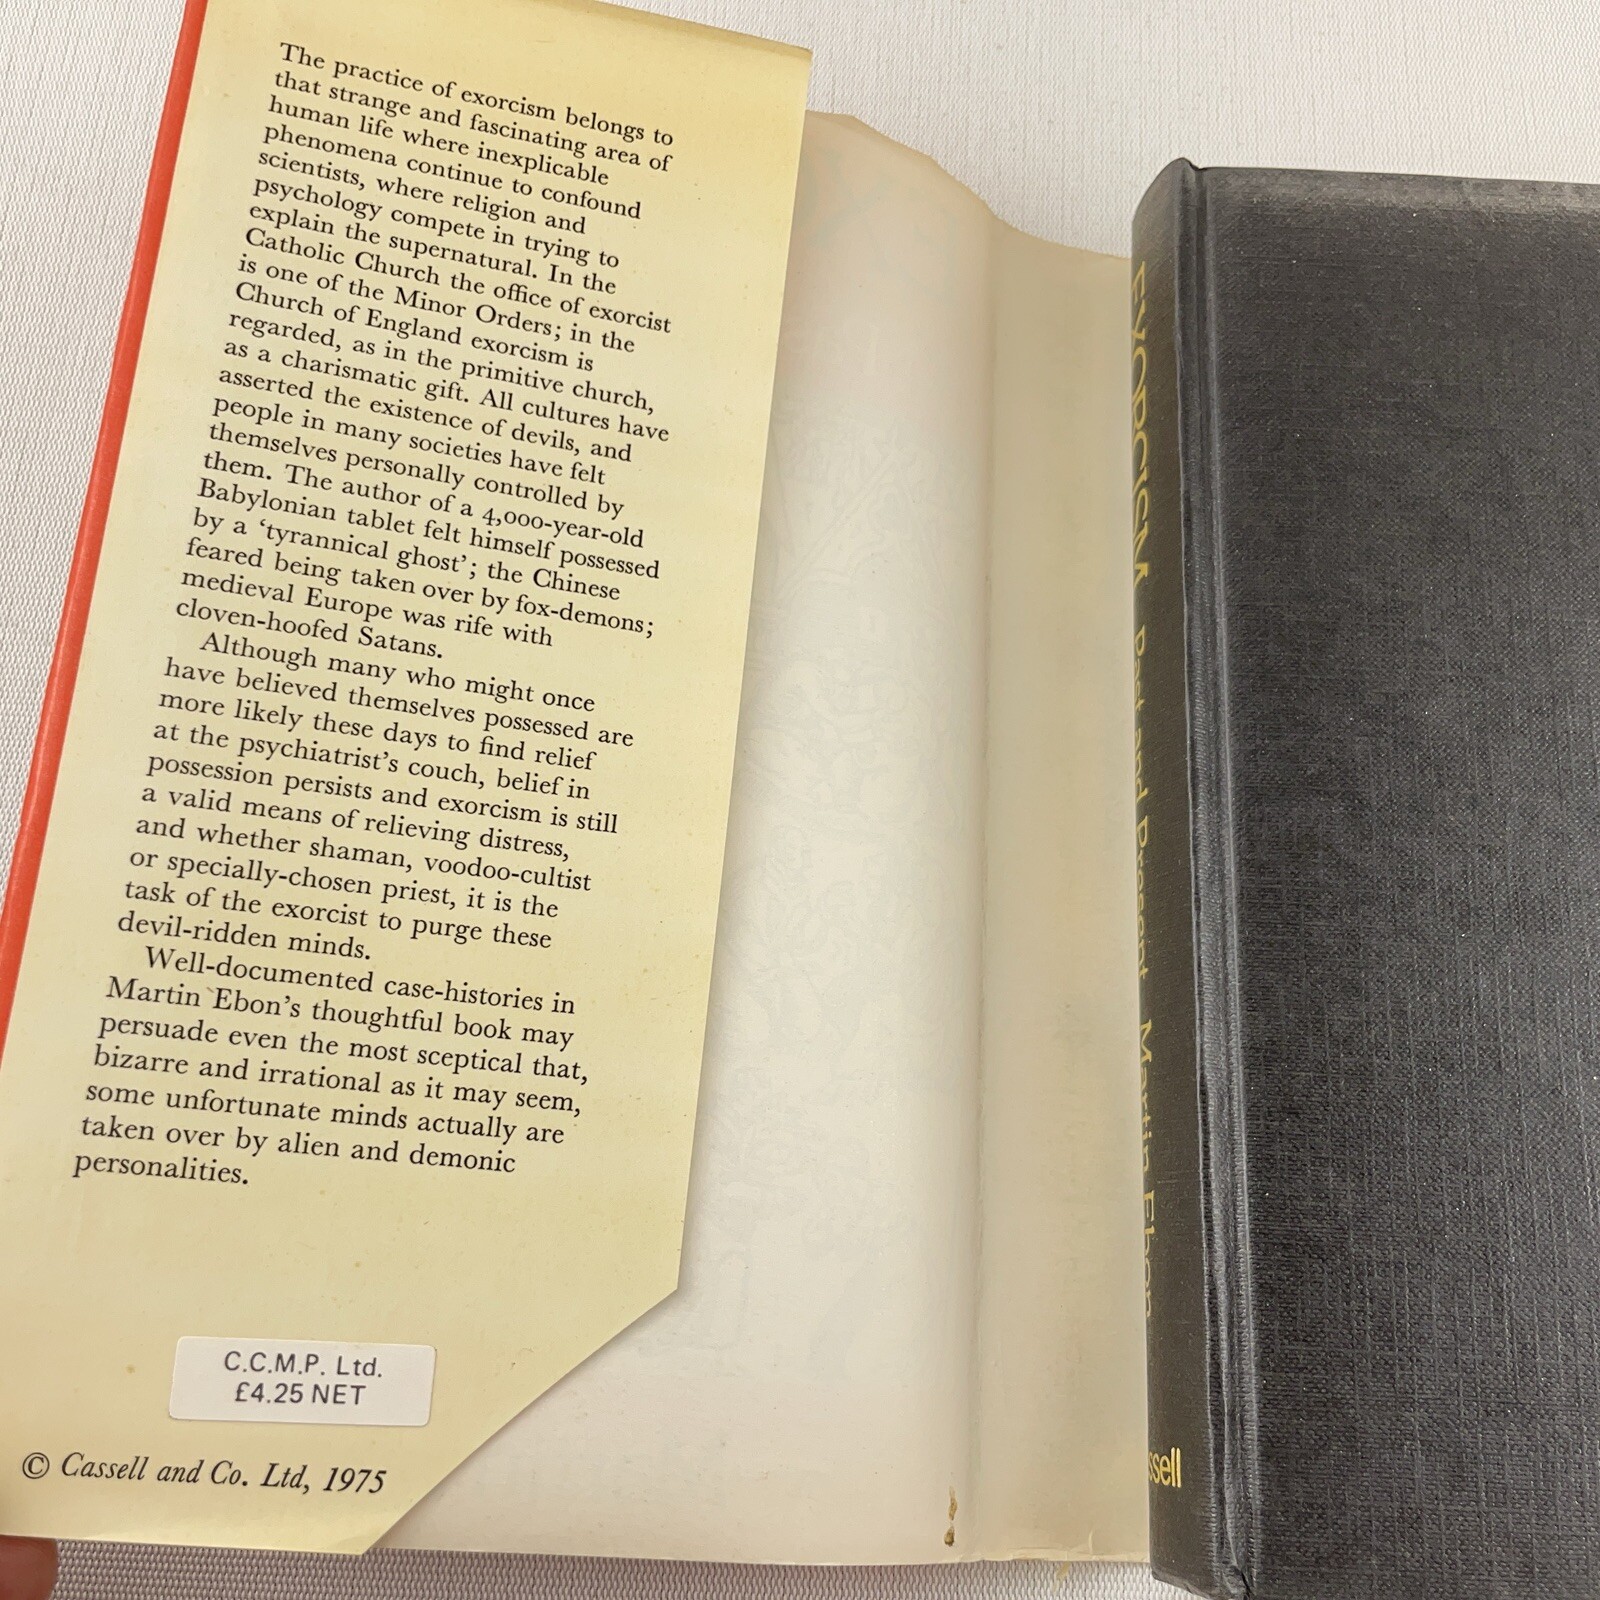 The practice of exorcism belongs to
that strange and fascinating area of
human life where inexplicable
phenomena continue to confound
scientists, where religion and
psychology compete in trying to
explain the supernatural. In the
Catholic Church the office of exorcist
is one of the Minor Orders; in the
Church of England exorcism is
regarded, as in the primitive church,
as a charismatic gift. All cultures have
asserted the existence of devils, and
people in many societies have felt
themselves personally controlled by
them. The author of a 4,000-year-old
Babylonian tablet felt himself possessed
by a ‘tyrannical ghost’; the Chinese
feared being taken over by fox-demons;
medieval Europe was rife with
cloven-hoofed Satans.
Although many who might once
have believed themselves possessed are
more likely these days to find relief
at the psychiatrist’s couch, belief in
possession persists and exorcism is still
a valid means of relieving distress,
and whether shaman, voodoo-cultist
or specially-chosen priest, it is the
task of the exorcist to purge these
devil-ridden minds.
Well-documented case-histories in
Martin Ebon’s thoughtful book may
persuade even the most sceptical that,
bizarre and irrational as it may seem,
some unfortunate minds actually are
taken over by alien and demonic
personalities.
C.C.M.P. Ltd.
£4.25 NET
© Cassell and Co. Ltd, 1975
EXORCISM Past and Present Martin Ebon
ssell